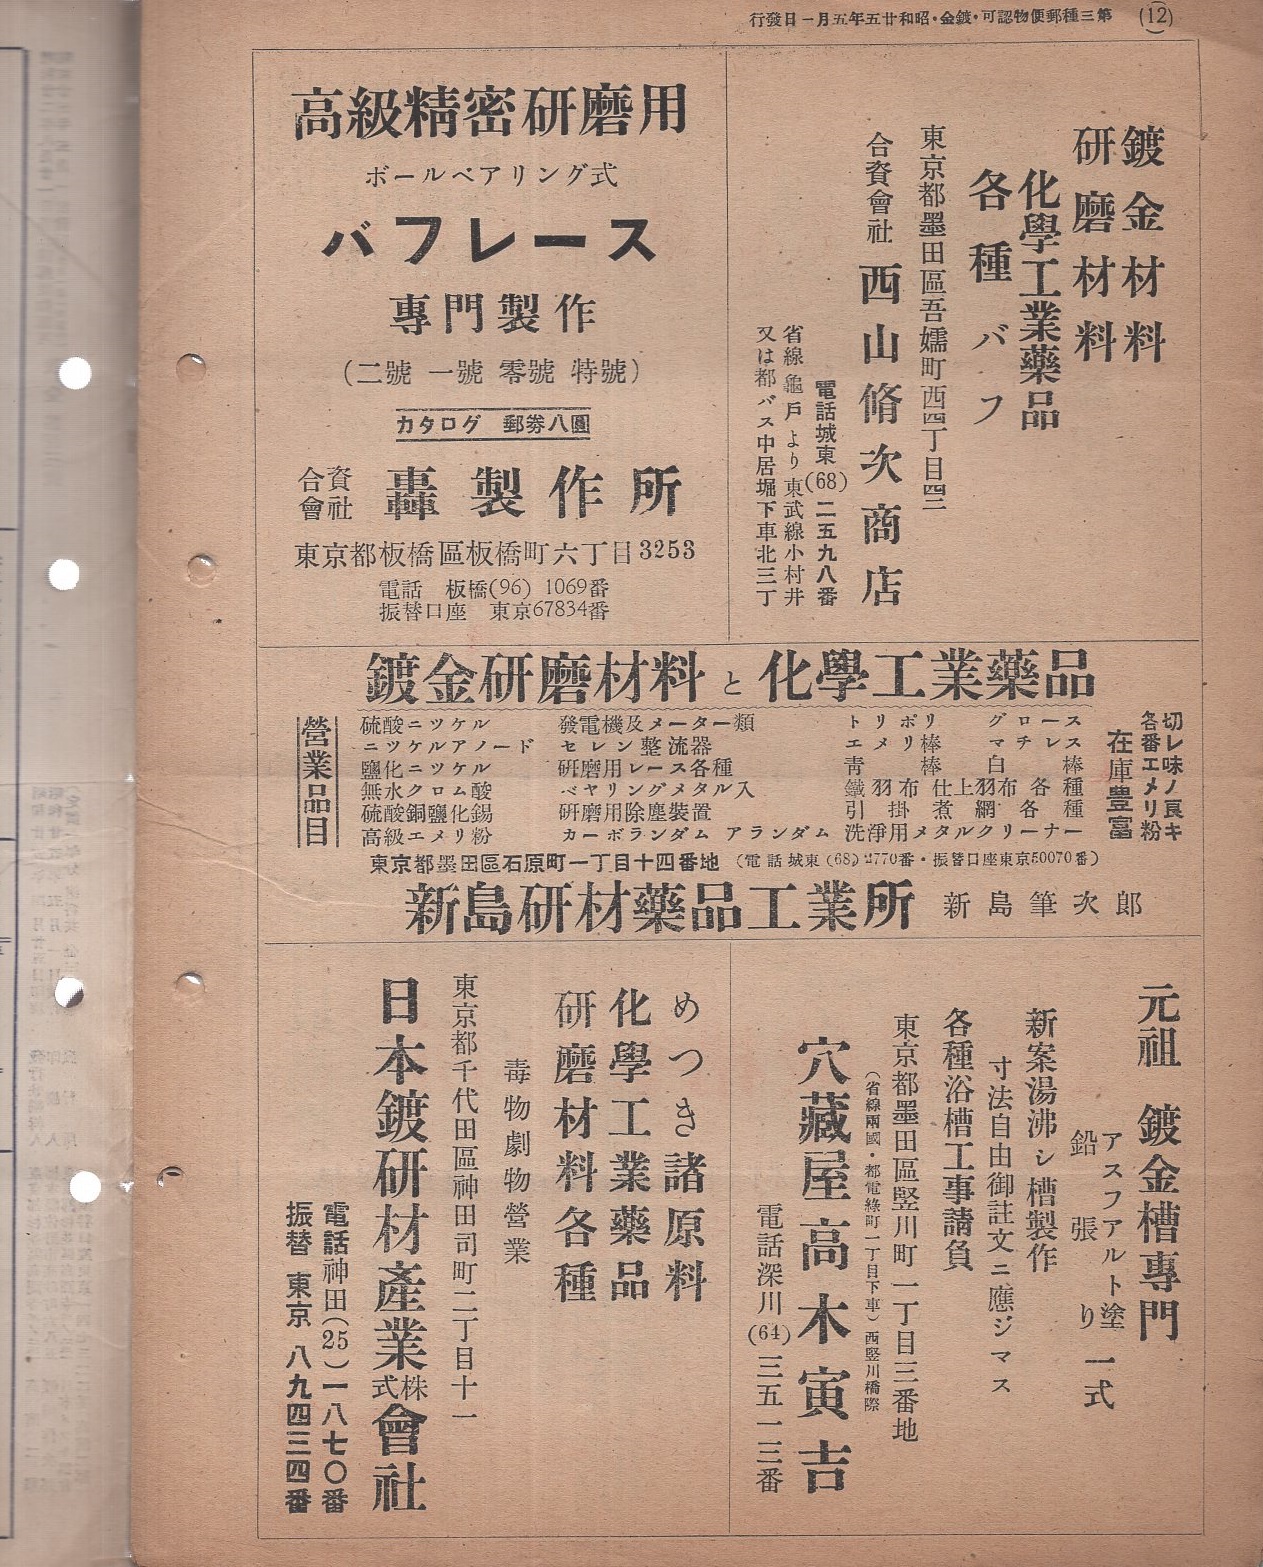 (12)
第三種郵便物認可・鍍金・昭和廿五年五月一日發行
鍍金材料
研磨材料
化學工業藥品
各種バフ
東京都墨田區吾嬬町西四丁目四三
合資會社 西山脩次商店
電話城東(68)二五九八番
省線龜戸より東武線小村井
又は都バス中居堀下車北三丁
高級精密研磨用
ボールベアリング式
バフレース
專門製作
(二號 一號 零號 特號)
カタログ 郵劵八圓
合資會社 轟製作所
東京都板橋區板橋町六丁目3253
電話 板橋(96) 1069番
振替口座 東京67834番
鍍金研磨材料と化學工業藥品
切レ味ノ良キ
各番エメリ粉
在庫豊富
營業品目
硫酸ニツケル 發電機及メーター類 トリポリ グロース
ニツケルアノード セレン整流器 エメリ棒 マチレス
鹽化ニツケル 研磨用レース各種 青棒 白棒
無水クロム酸 ベヤリングメタル入 鐵羽布 仕上羽布 各種
硫酸銅鹽化錫 研磨用除塵裝置 引掛煮網各種
高級エメリ粉 カーボランダム アランダム 洗淨用メタルクリーナー
東京都墨田區石原町一丁目十四番地 (電話城東(68)2770番・振替口座東京50070番)
新島研材藥品工業所 新島筆次郎
元祖 鍍金槽專門
アスフアルト塗
鉛張り
一式
新案湯沸シ槽製作
寸法自由御註文ニ應ジマス
各種浴槽工事請負
東京都墨田區竪川町一丁目三番地
(省線兩國・都電綠町一丁目下車)西竪川橋際
穴藏屋高木寅吉
電話深川(64)三五一三番
めつき諸原料
化學工業藥品
研磨材料各種
毒物劇物營業
東京都千代田區神田司町二丁目十一
日本鍍研材産業株式會社
電話神田(25)一八七〇番
振替 東京 八九四三四番